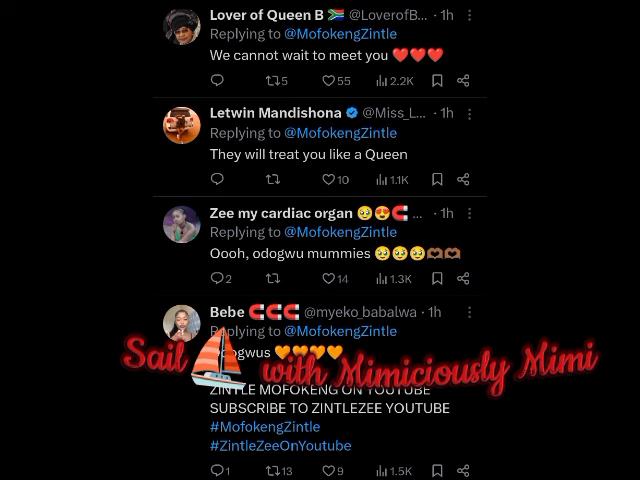 Lover of Queen B 🇿🇦 @LoverofB... · 1h
Replying to @MofokengZintle
We cannot wait to meet you ❤️❤️❤️
5 55 2.2K
Letwin Mandishona @Miss_L... · 1h
Replying to @MofokengZintle
They will treat you like a Queen
10 1.1K
Zee my cardiac organ 🥹😍🧲 ... · 1h
Replying to @MofokengZintle
Oooh, odogwu mummies 🥹🥹🥹🫶🏾🫶🏾
2 14 1.3K
Bebe 🧲🧲🧲 @myeko_babalwa · 1h
Replying to @MofokengZintle
Odogwus 🧡🧡🧡🧡
Sail ⛵ with Mimiciously Mimi
ZINTLE MOFOKENG ON YOUTUBE
SUBSCRIBE TO ZINTLEZEE YOUTUBE
#MofokengZintle
#ZintleZeeOnYoutube
1 13 9 1.5K